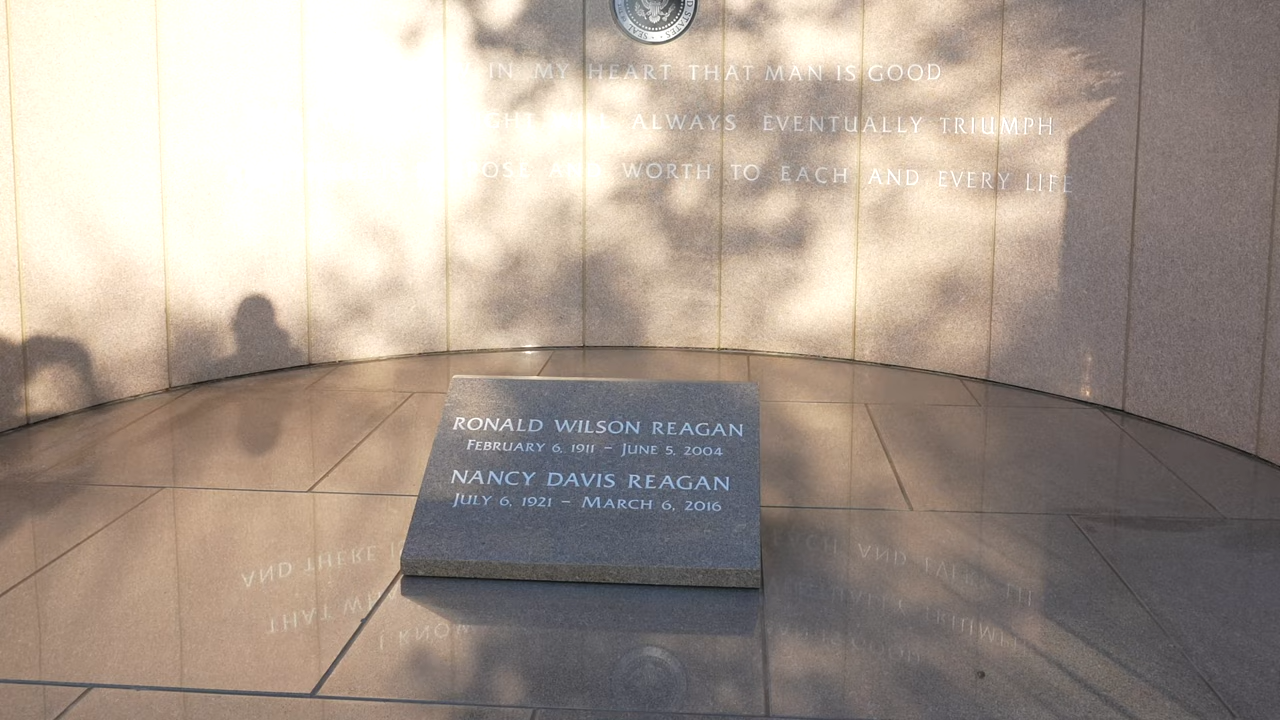 IN MY HEART THAT MAN IS GOOD
ALWAYS EVENTUALLY TRIUMPH
AND WORTH TO EACH AND EVERY LIFE
RONALD WILSON REAGAN
FEBRUARY 6, 1911 – JUNE 5, 2004
NANCY DAVIS REAGAN
JULY 6, 1921 – MARCH 6, 2016